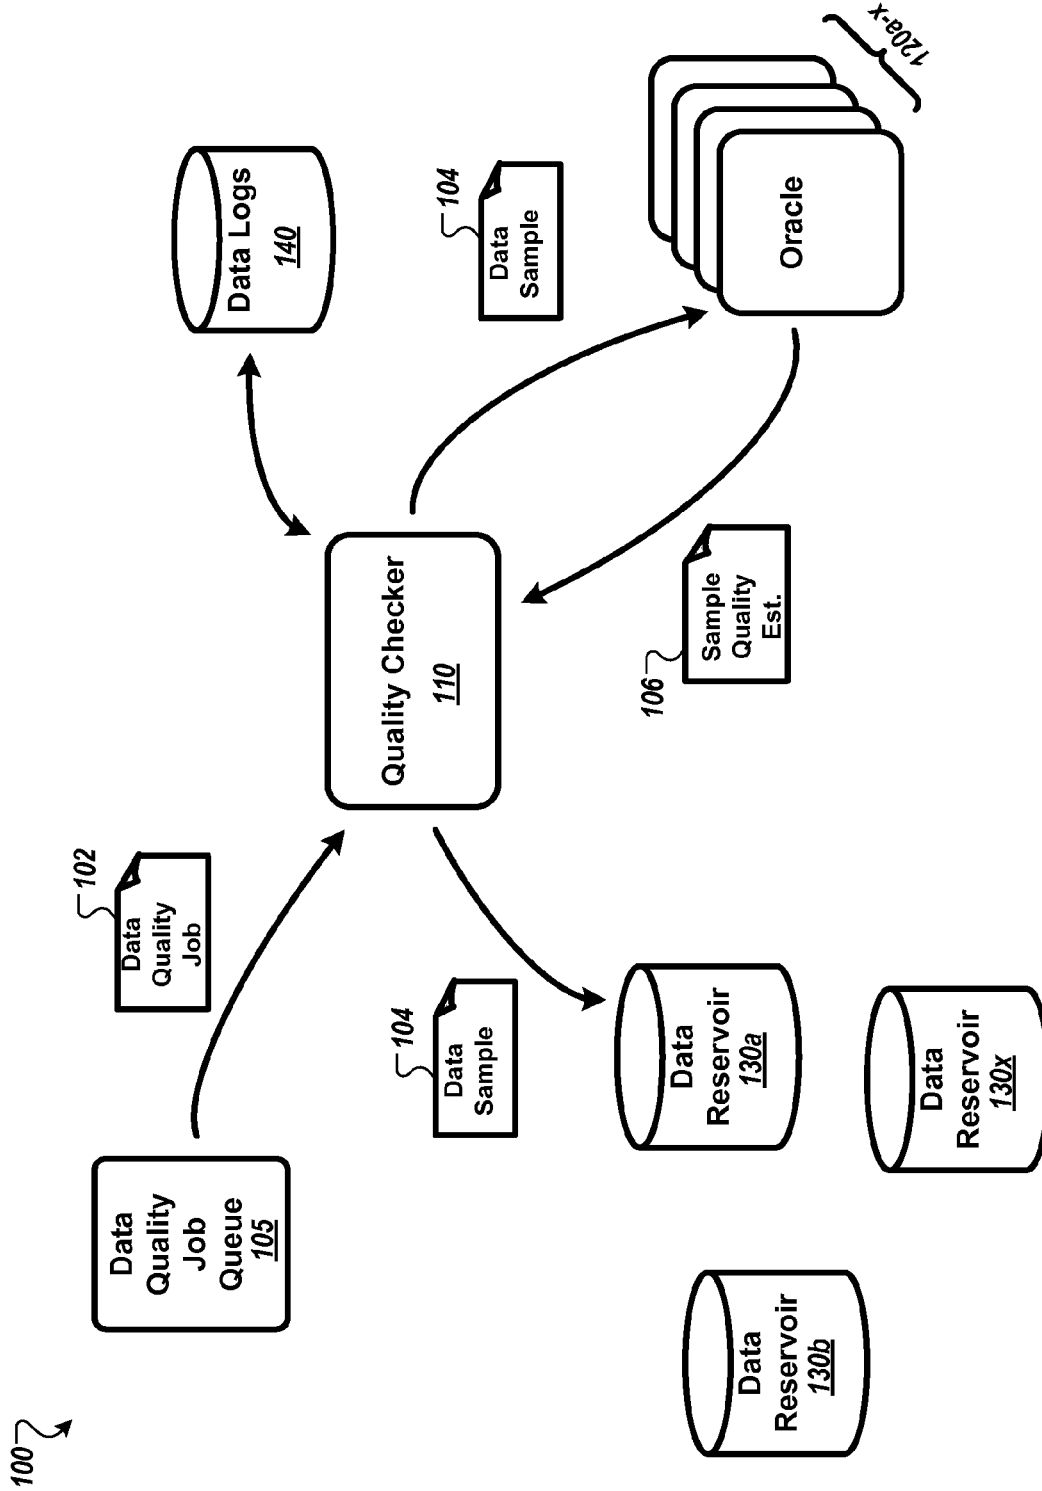 100
Data
Quality
Job
Queue
105
102
Data
Quality
Job
Quality Checker
110
Data Logs
140
104
Data
Sample
Oracle
120a-x
106
Sample
Quality
Est.
104
Data
Sample
Data
Reservoir
130a
Data
Reservoir
130b
Data
Reservoir
130x